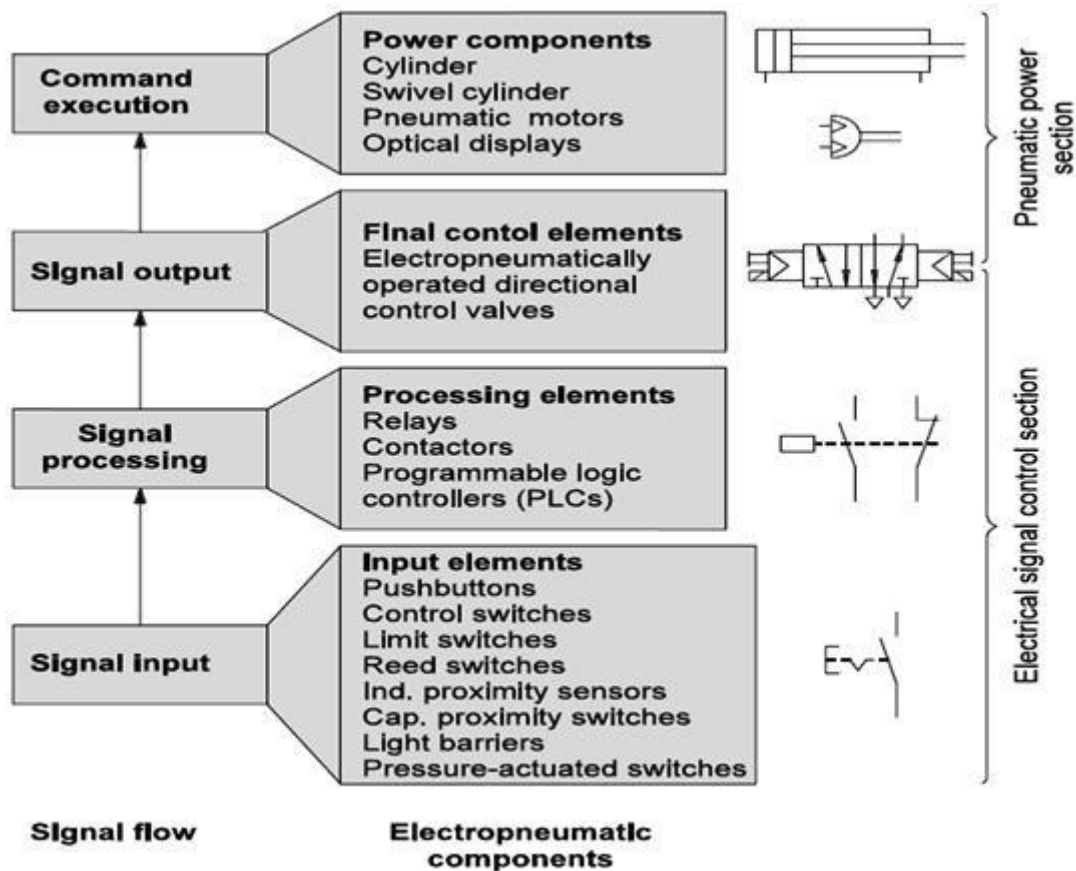 Command
execution
Power components
Cylinder
Swivel cylinder
Pneumatic motors
Optical displays
Pneumatic power
section
Signal output
Final contol elements
Electropneumatically
operated directional
control valves
Signal
processing
Processing elements
Relays
Contactors
Programmable logic
controllers (PLCs)
Electrical signal control section
Signal input
Input elements
Pushbuttons
Control switches
Limit switches
Reed switches
Ind. proximity sensors
Cap. proximity switches
Light barriers
Pressure-actuated switches
Signal flow
Electropneumatic
components